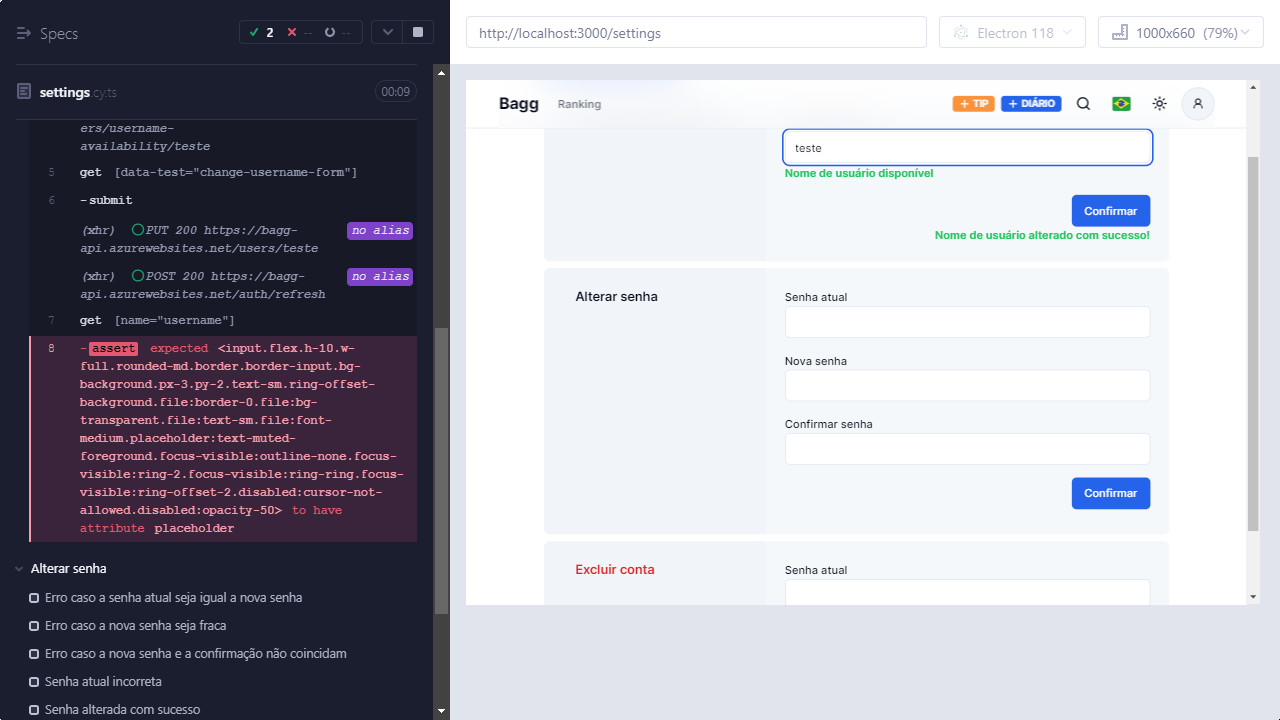 Specs
2
--
--
settings.cy.ts
00:09
ers/username-
availability/teste
5 get [data-test="change-username-form"]
6 -submit
(xhr) PUT 200 https://bagg-
api.azurewebsites.net/users/teste
no alias
(xhr) POST 200 https://bagg-
api.azurewebsites.net/auth/refresh
no alias
7 get [name="username"]
8 -assert expected <input.flex.h-10.w-
full.rounded-md.border.border-input.bg-
background.px-3.py-2.text-sm.ring-offset-
background.file:border-0.file:bg-
transparent.file:text-sm.file:font-
medium.placeholder:text-muted-
foreground.focus-visible:outline-none.focus-
visible:ring-2.focus-visible:ring-ring.focus-
visible:ring-offset-2.disabled:cursor-not-
allowed.disabled:opacity-50> to have
attribute placeholder
Alterar senha
Erro caso a senha atual seja igual a nova senha
Erro caso a nova senha seja fraca
Erro caso a nova senha e a confirmação não coincidam
Senha atual incorreta
Senha alterada com sucesso
http://localhost:3000/settings
Electron 118
1000x660 (79%)
Bagg
Ranking
+ TIP
+ DIÁRIO
teste
Nome de usuário disponível
Confirmar
Nome de usuário alterado com sucesso!
Alterar senha
Senha atual
Nova senha
Confirmar senha
Confirmar
Excluir conta
Senha atual